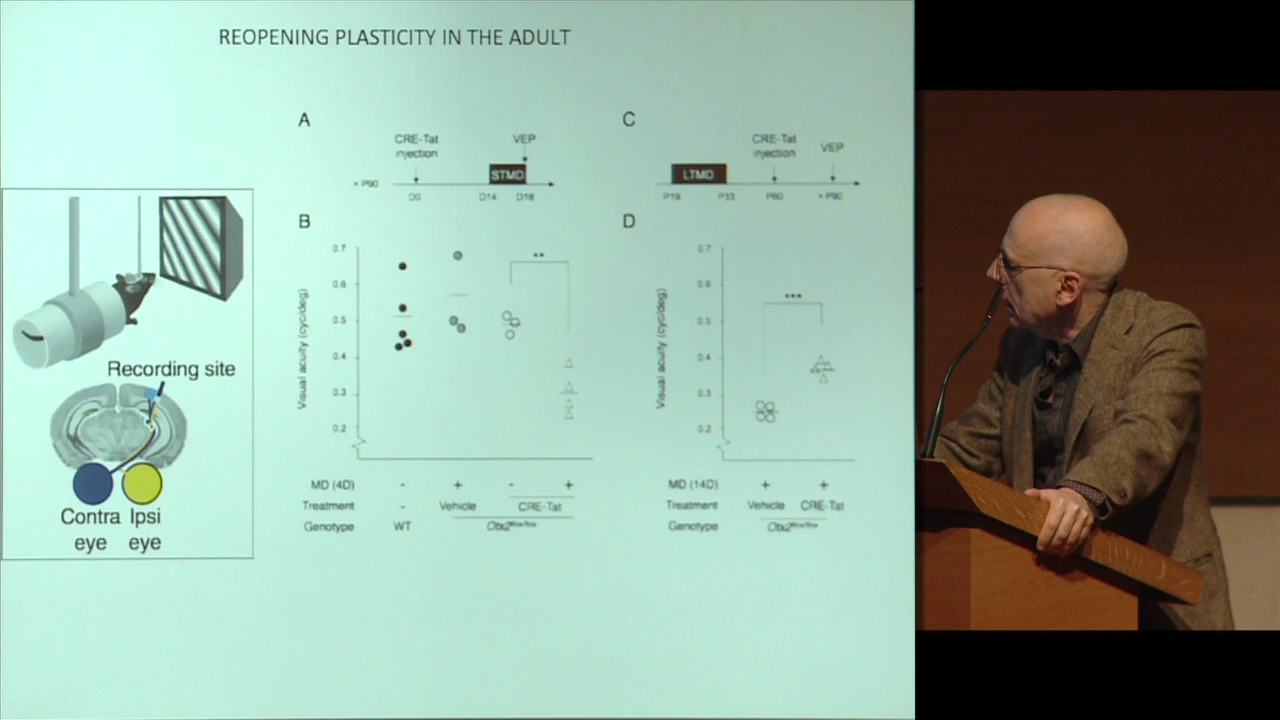 REOPENING PLASTICITY IN THE ADULT
Recording site
Contra Ipsi
eye eye
A
CRE-Tat
injection
VEP
STMD
> P90
D0
D14
D18
B
Visual acuity (cyc/deg)
0.7
0.6
0.5
0.4
0.3
0.2
**
MD (4D) - + - +
Treatment - Vehicle CRE-Tat
Genotype WT Otx2
C
LTMD
CRE-Tat
injection
VEP
P19
P33
P60
> P90
D
Visual acuity (cyc/deg)
0.7
0.6
0.5
0.4
0.3
0.2
***
MD (14D) + +
Treatment Vehicle CRE-Tat
Genotype Otx2